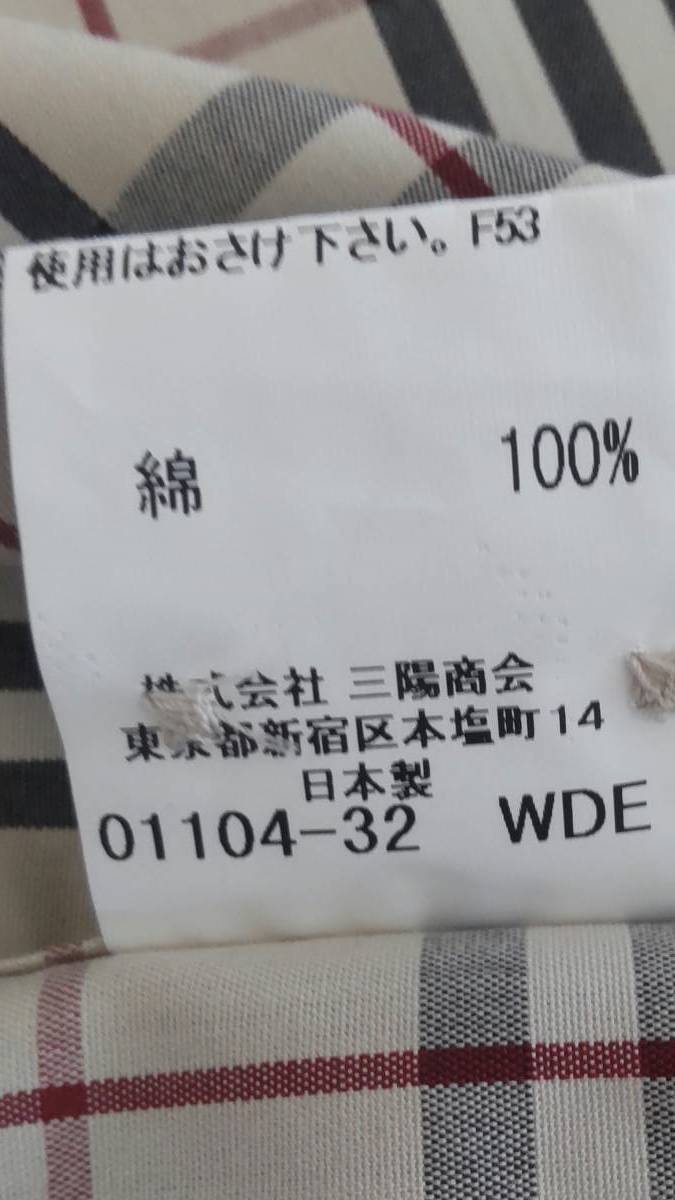 使用はおさけ下さい。F53
綿 100%
株式会社 三陽商会
東京都新宿区本塩町14
日本製
01104-32 WDE